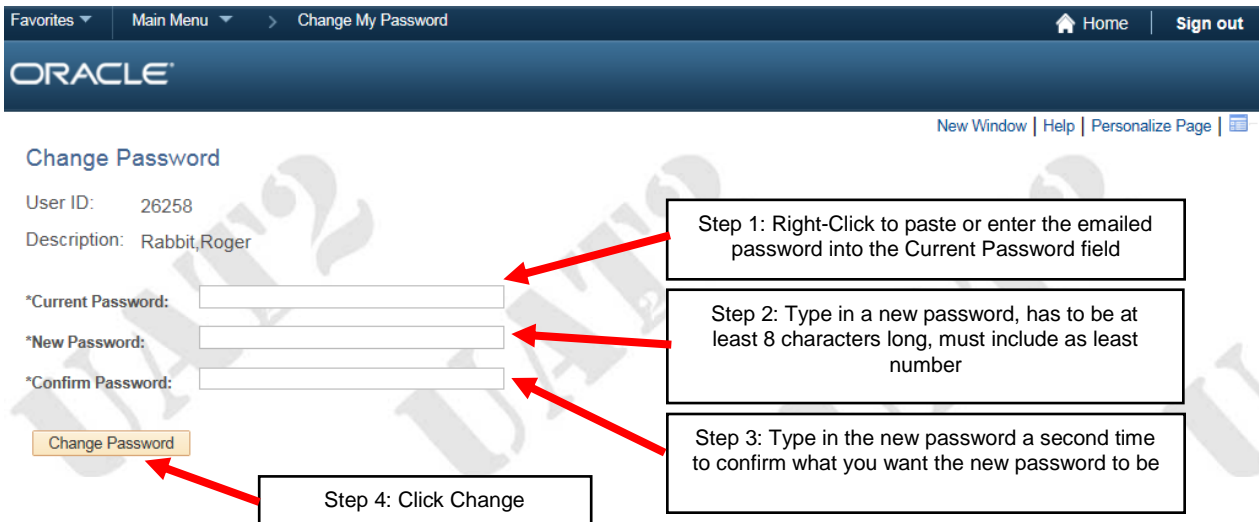 Favorites Main Menu > Change My Password Home Sign out
ORACLE
New Window | Help | Personalize Page |
Change Password
User ID: 26258
Description: Rabbit,Roger
Step 1: Right-Click to paste or enter the emailed
password into the Current Password field
*Current Password:
Step 2: Type in a new password, has to be at
least 8 characters long, must include as least
number
*New Password:
*Confirm Password:
Step 3: Type in the new password a second time
to confirm what you want the new password to be
Change Password
Step 4: Click Change
UAT2
UAT2